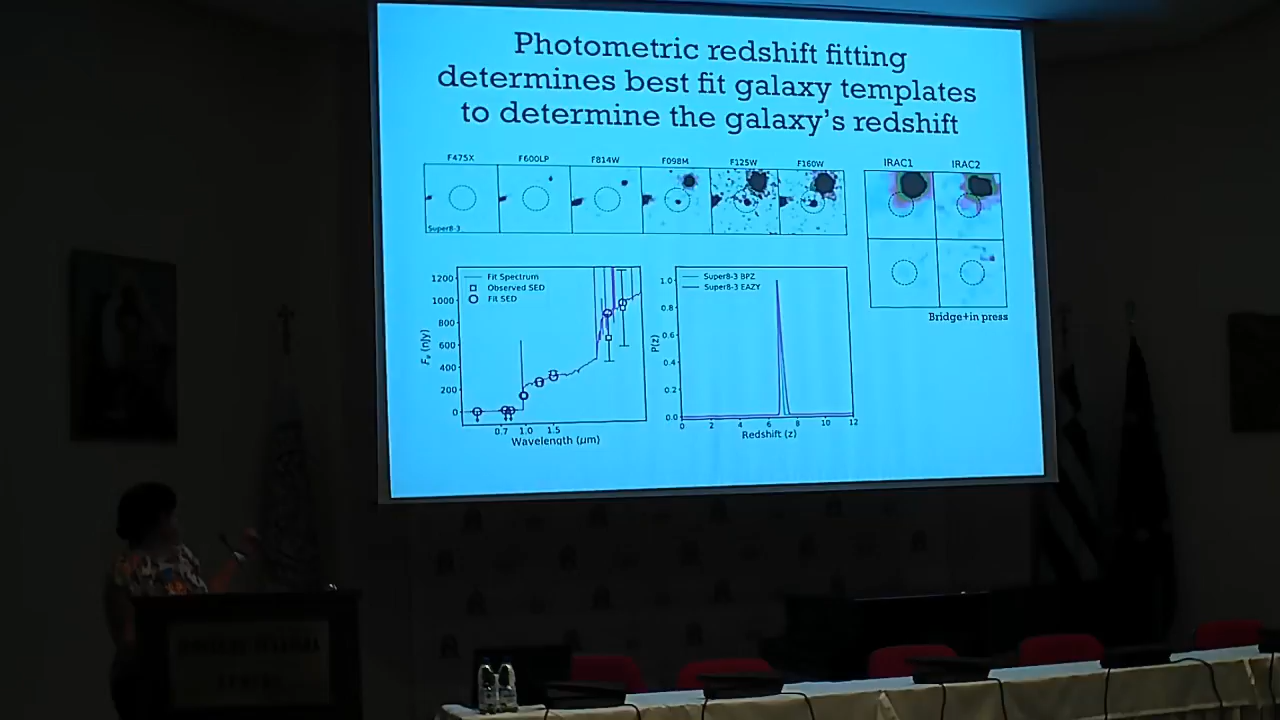 Photometric redshift fitting
determines best fit galaxy templates
to determine the galaxy's redshift
F475X F600LP F814W F098M F125W F160W
Super8-3
IRAC1 IRAC2
Bridge+in press
Fit Spectrum
Observed SED
Fit SED
1200
1000
800
600
400
200
0
Fν (nJy)
0.7 1.0 1.5
Wavelength (μm)
Super8-3 BPZ
Super8-3 EAZY
1.0
0.8
0.6
0.4
0.2
0.0
P(z)
0 2 4 6 8 10 12
Redshift (z)